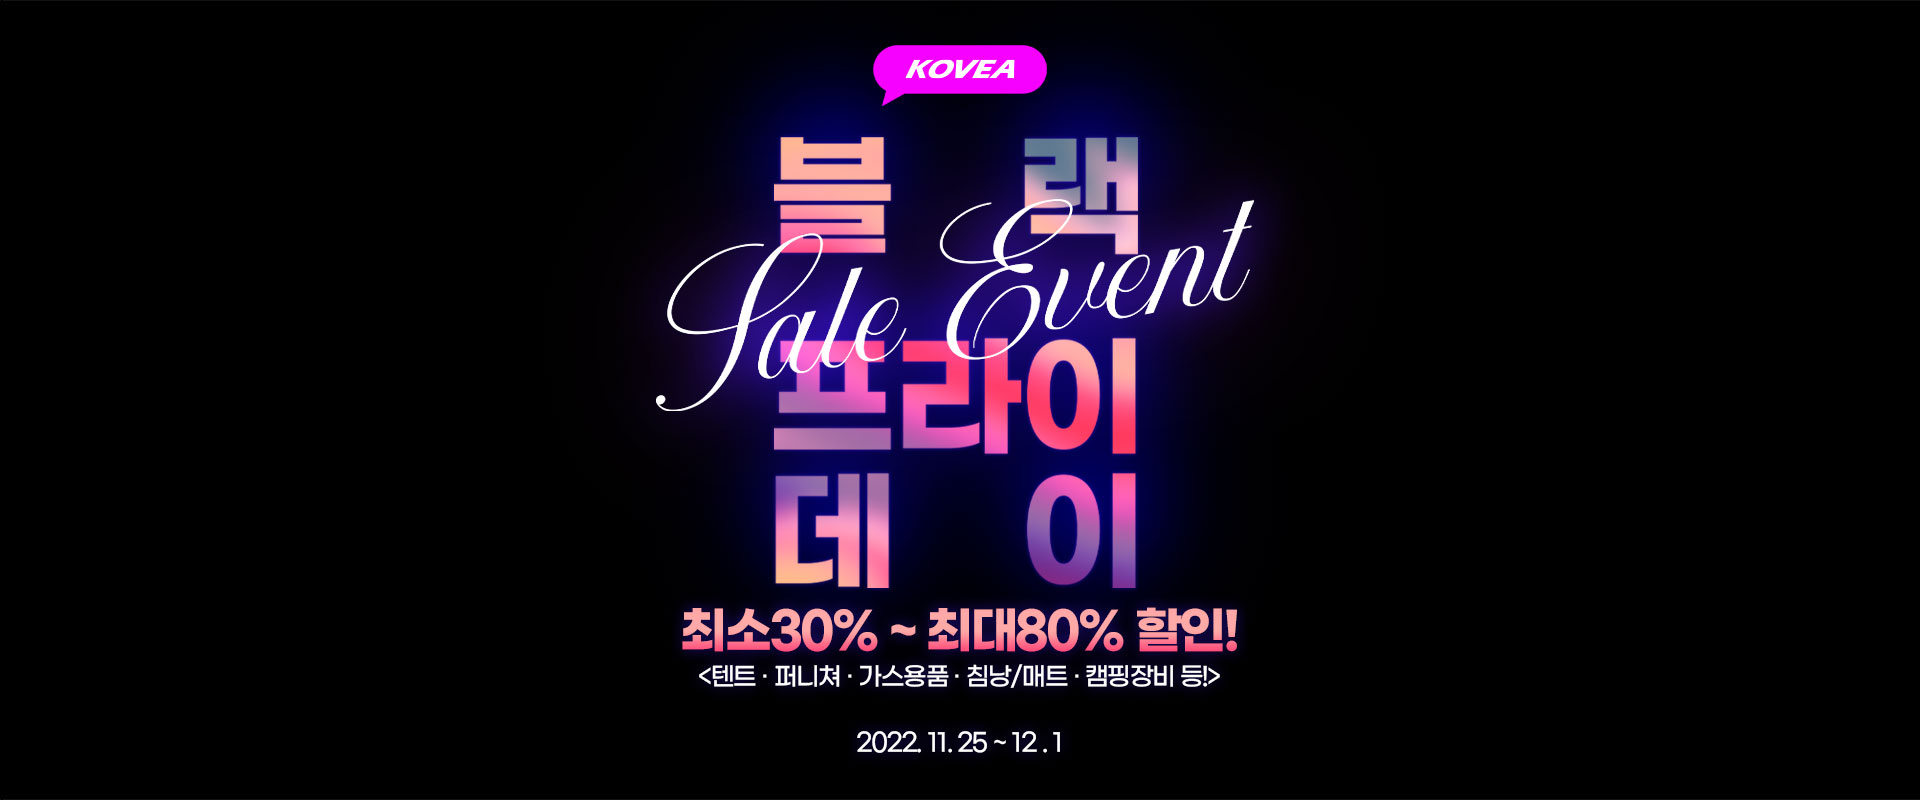 KOVEA
블랙
Sale Event
프라이
데이
최소30% ~ 최대80% 할인!
<텐트 · 퍼니쳐 · 가스용품 · 침낭/매트 · 캠핑장비 등!>
2022. 11. 25 ~ 12 . 1